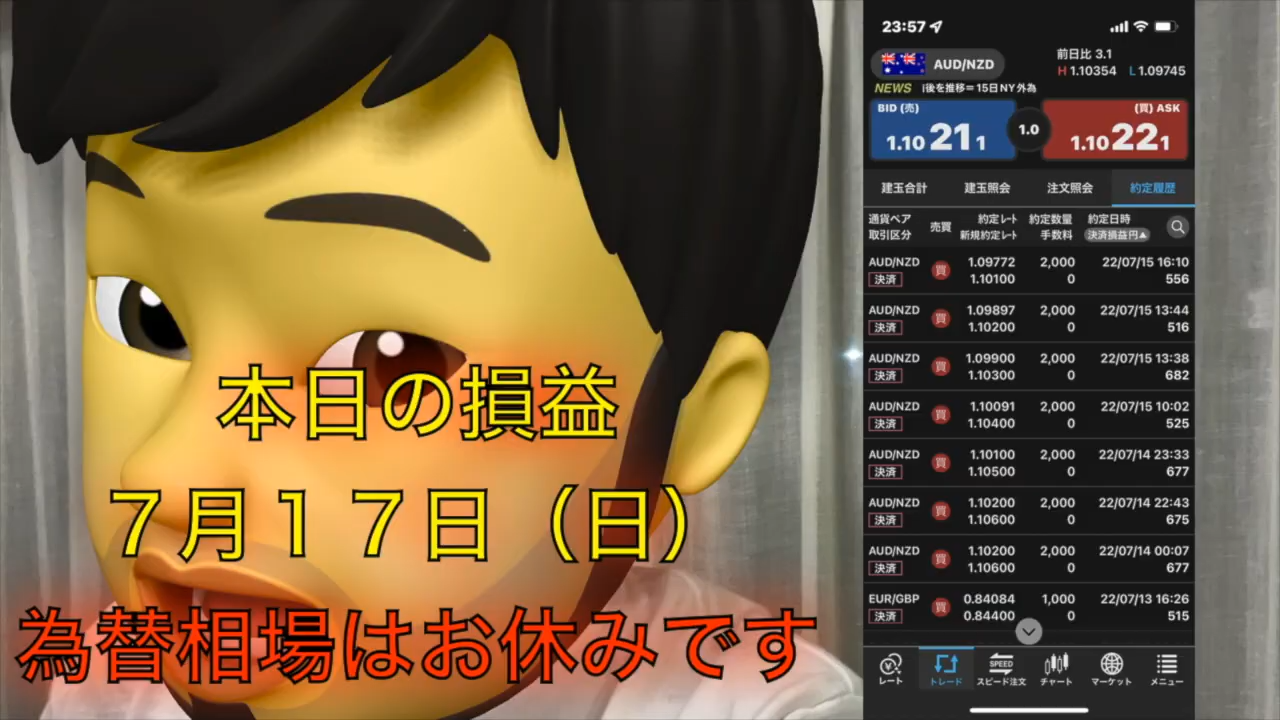 本日の損益
7月17日(日)
為替相場はお休みです
23:57
AUD/NZD
前日比 3.1
H 1.10354 L 1.09745
NEWS i後を推移=15日NY外為
BID (売)
1.10 21 1
1.0
(買) ASK
1.10 22 1
建玉合計 建玉照会 注文照会 約定履歴
通貨ペア 売買 約定レート 約定数量 約定日時
取引区分 新規約定レート 手数料 決済損益円▲
AUD/NZD 買 1.09772 2,000 22/07/15 16:10
決済 1.10100 0 556
AUD/NZD 買 1.09897 2,000 22/07/15 13:44
決済 1.10200 0 516
AUD/NZD 買 1.09900 2,000 22/07/15 13:38
決済 1.10300 0 682
AUD/NZD 買 1.10091 2,000 22/07/15 10:02
決済 1.10400 0 525
AUD/NZD 買 1.10100 2,000 22/07/14 23:33
決済 1.10500 0 677
AUD/NZD 買 1.10200 2,000 22/07/14 22:43
決済 1.10600 0 675
AUD/NZD 買 1.10200 2,000 22/07/14 00:07
決済 1.10600 0 677
EUR/GBP 買 0.84084 1,000 22/07/13 16:26
決済 0.84400 0 515
レート トレード スピード注文 チャート マーケット メニュー
SPEED